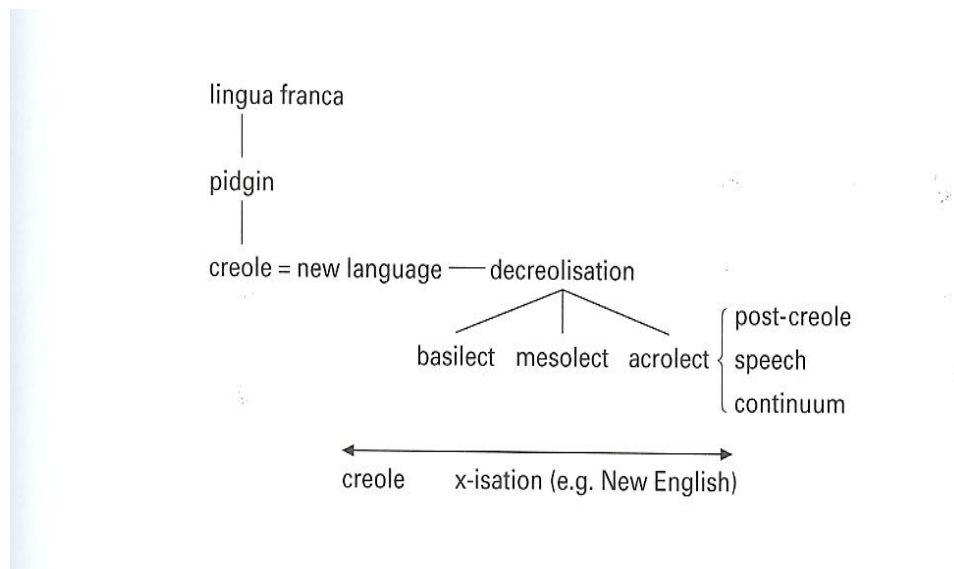 lingua franca
pidgin
creole = new language — decreolisation
basilect mesolect acrolect
post-creole
speech
continuum
creole x-isation (e.g. New English)